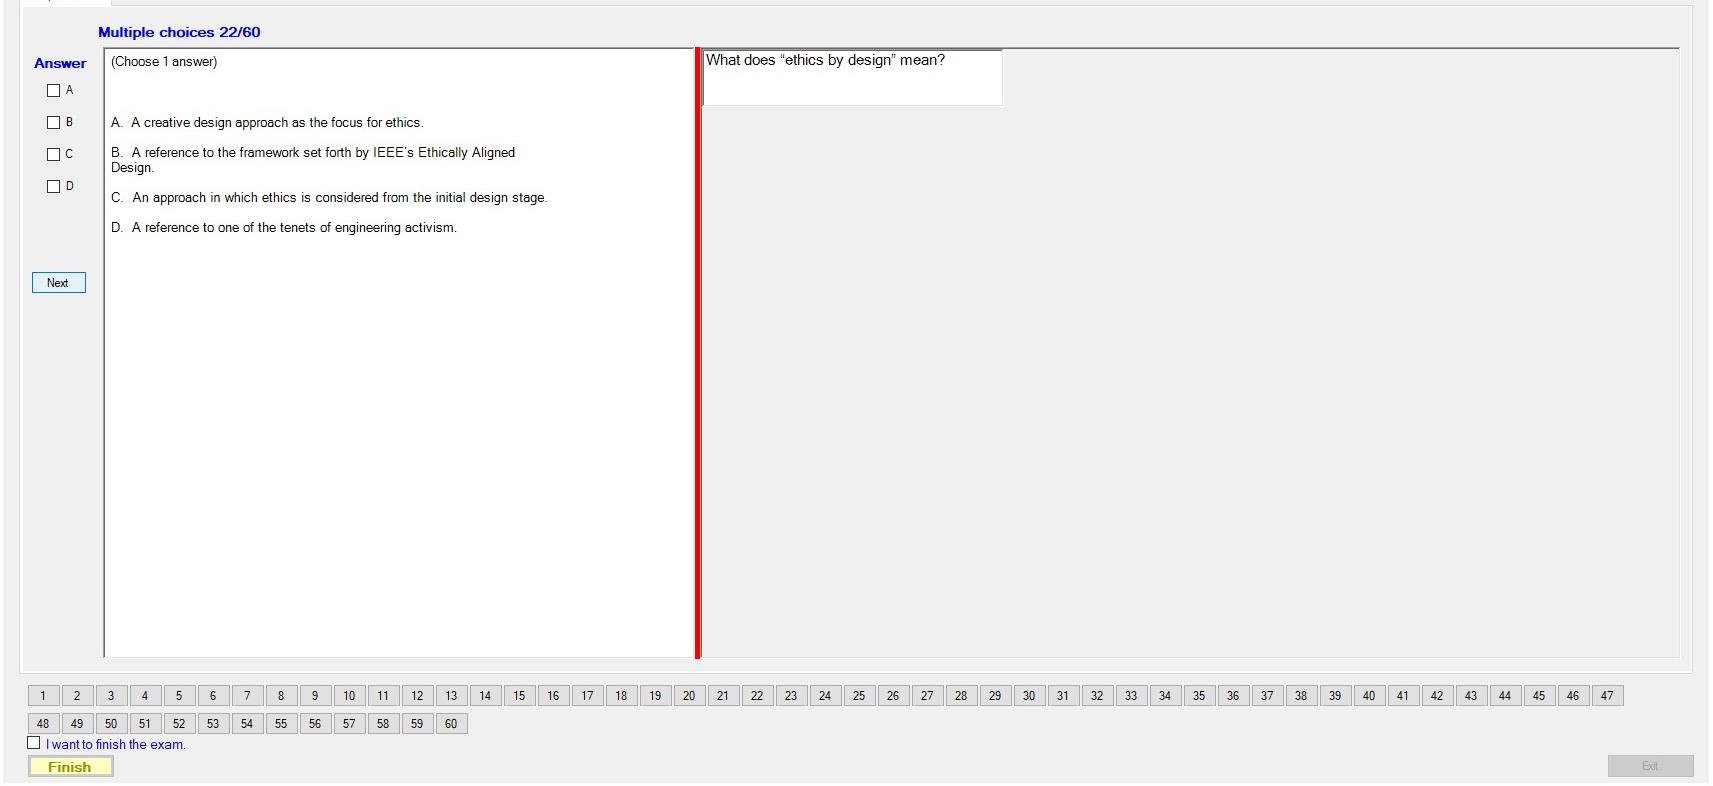 Multiple choices 22/60
Answer
(Choose 1 answer)
What does “ethics by design” mean?
A
B
C
D
A. A creative design approach as the focus for ethics.
B. A reference to the framework set forth by IEEE's Ethically Aligned
Design.
C. An approach in which ethics is considered from the initial design stage.
D. A reference to one of the tenets of engineering activism.
Next
1 2 3 4 5 6 7 8 9 10 11 12 13 14 15 16 17 18 19 20 21 22 23 24 25 26 27 28 29 30 31 32 33 34 35 36 37 38 39 40 41 42 43 44 45 46 47
48 49 50 51 52 53 54 55 56 57 58 59 60
I want to finish the exam.
Finish
Exit